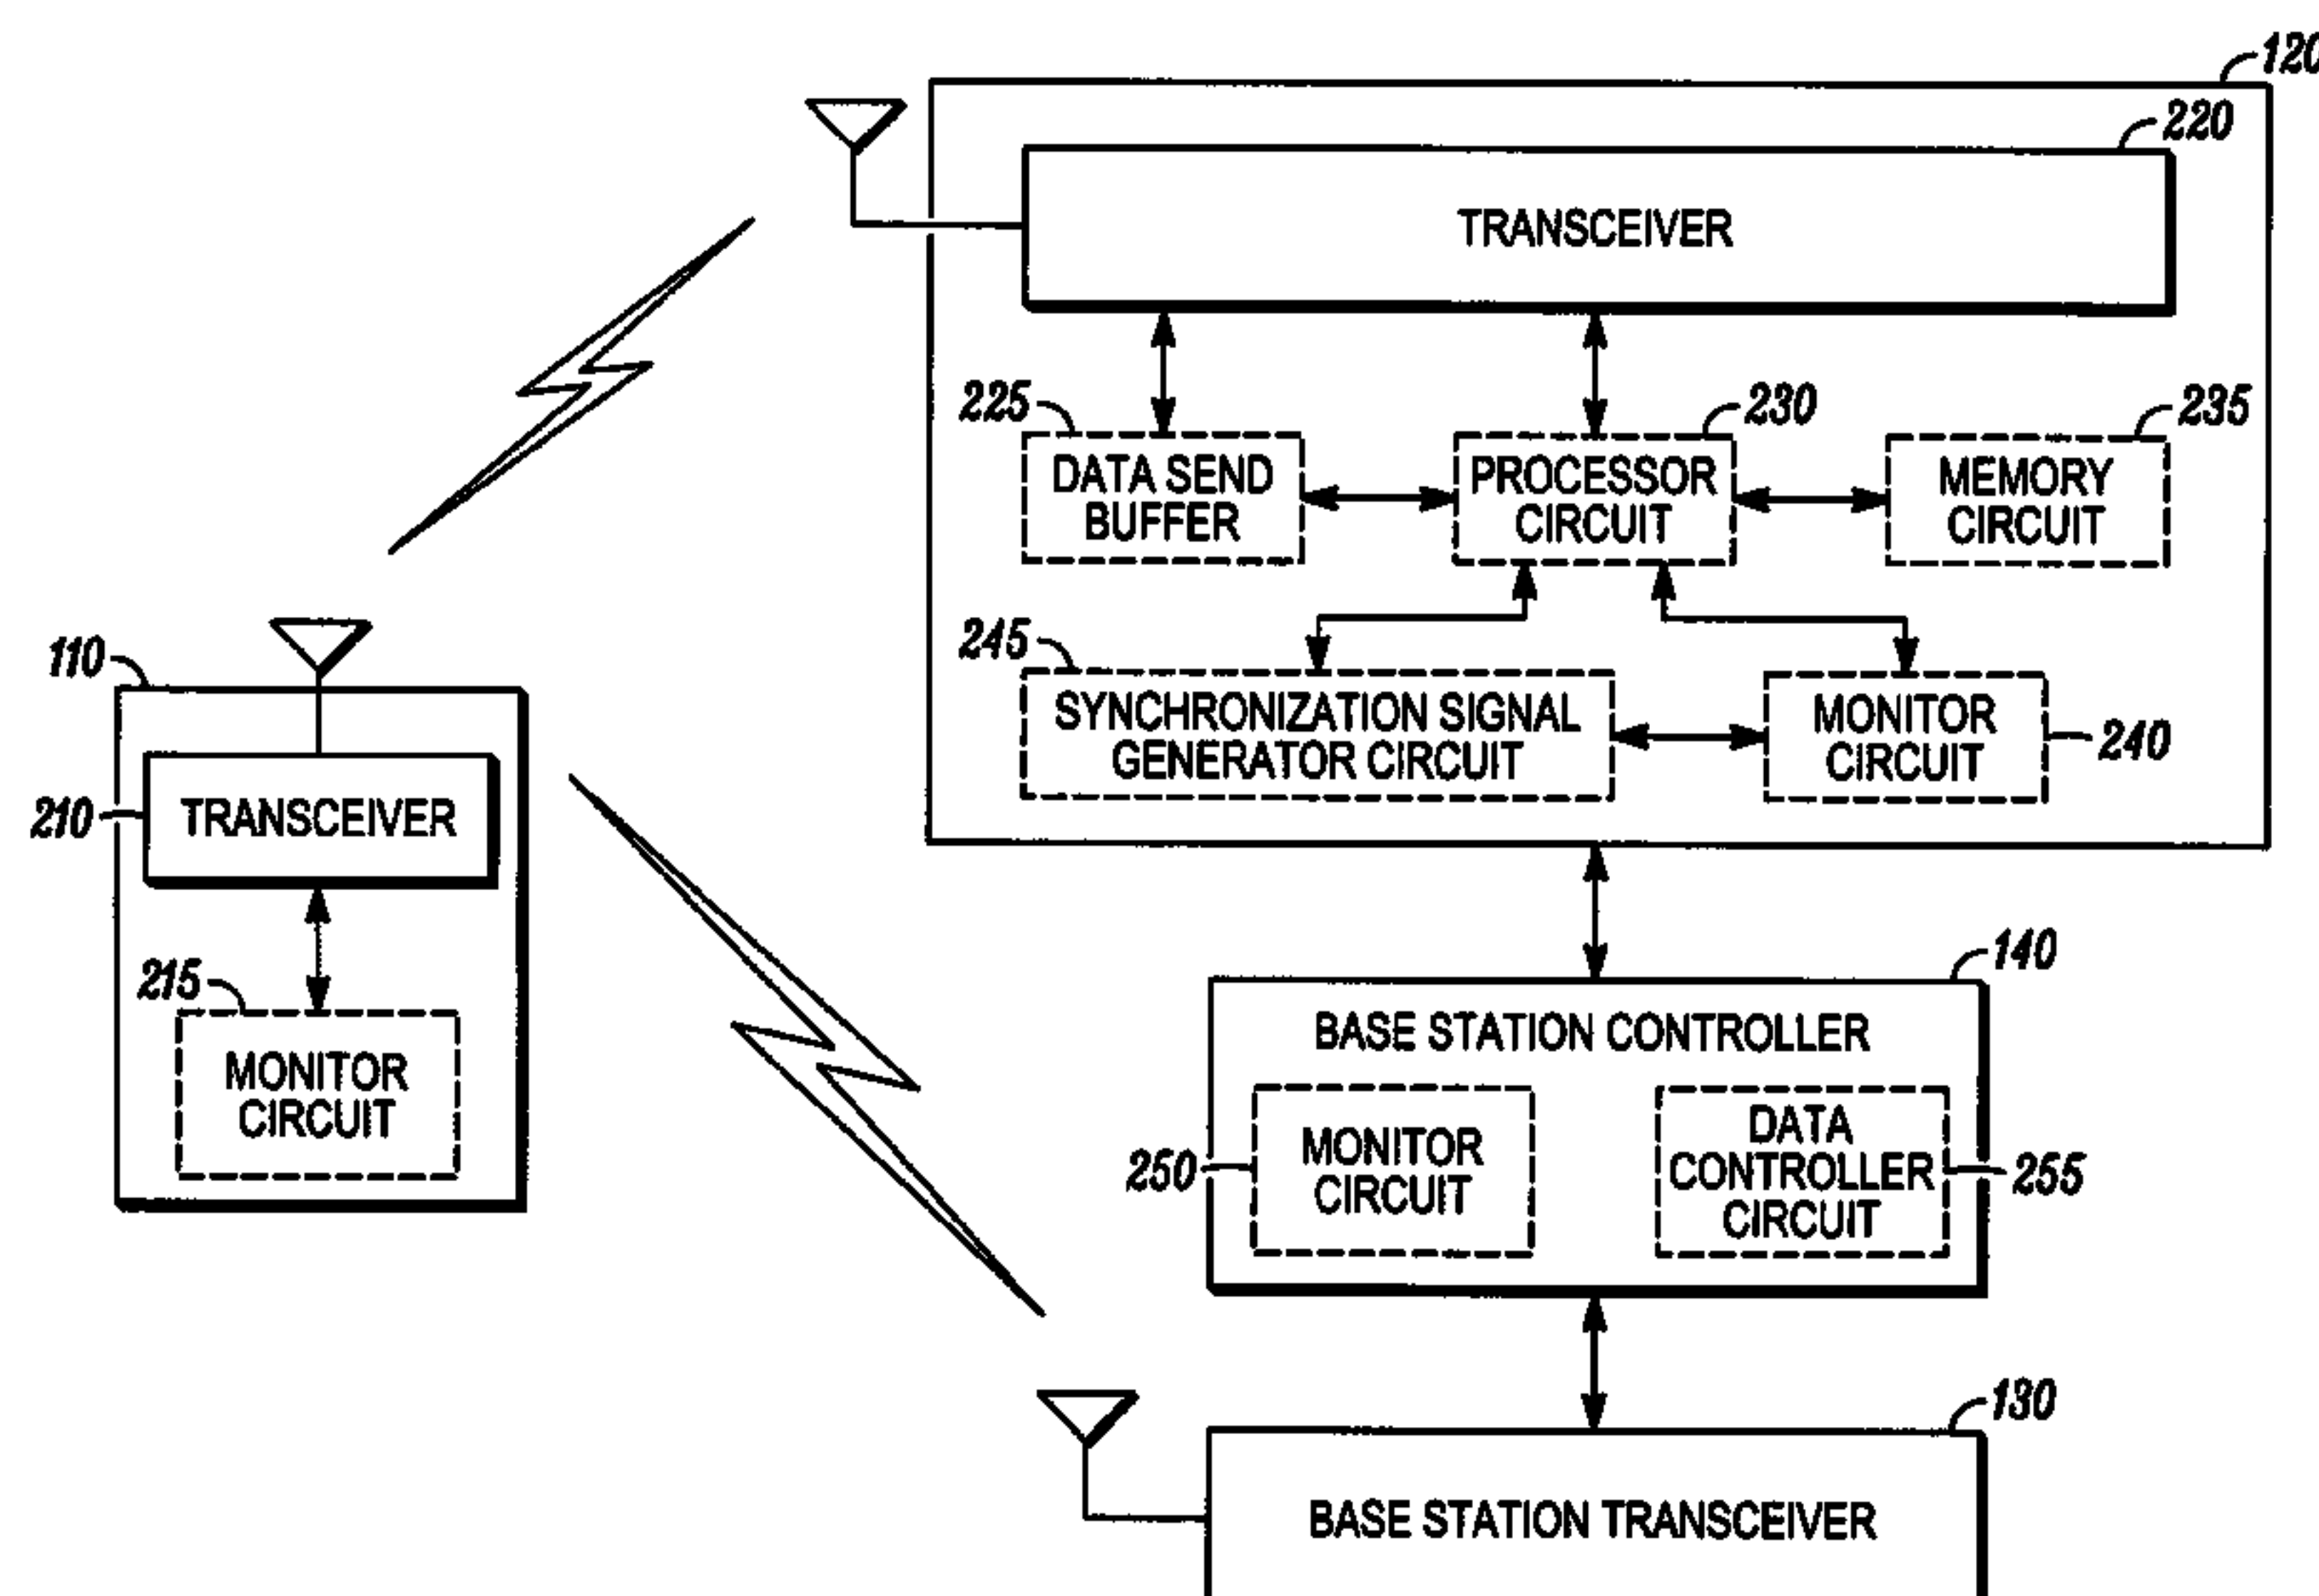 120
220
TRANSCEIVER
225
230
235
DATA SEND
BUFFER
PROCESSOR
CIRCUIT
MEMORY
CIRCUIT
245
SYNCHRONIZATION SIGNAL
GENERATOR CIRCUIT
MONITOR
CIRCUIT
240
110
210
TRANSCEIVER
215
MONITOR
CIRCUIT
140
BASE STATION CONTROLLER
250
MONITOR
CIRCUIT
DATA
CONTROLLER
CIRCUIT
255
130
BASE STATION TRANSCEIVER